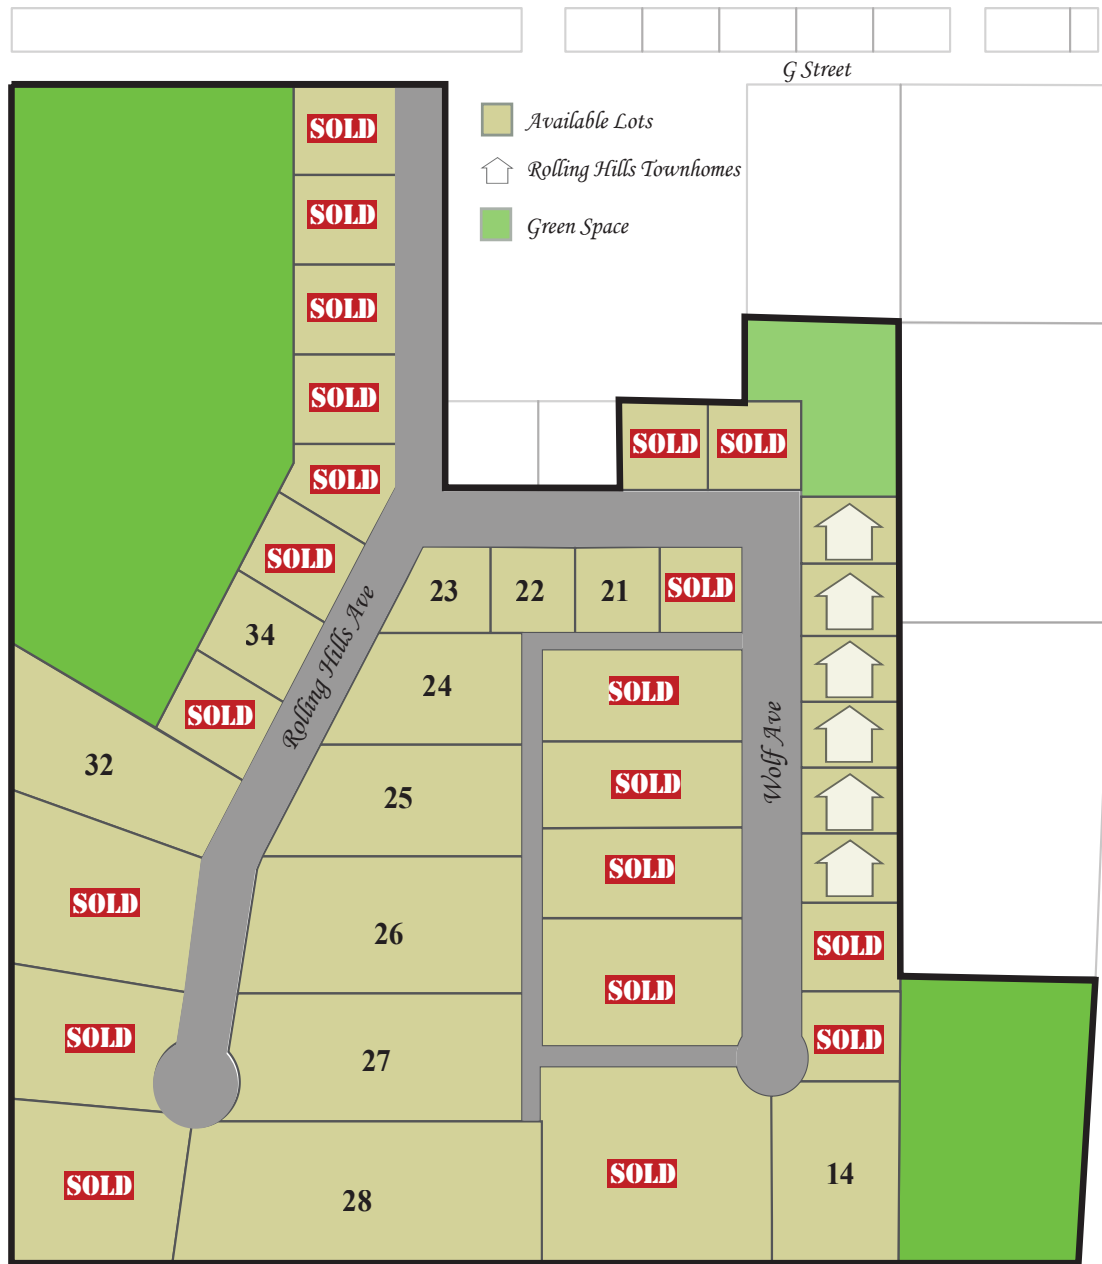 G Street
SOLD
Available Lots
Rolling Hills Townhomes
SOLD
Green Space
SOLD
SOLD
SOLD SOLD
SOLD
SOLD
23 22 21 SOLD
34
Rolling Hills Ave
24
SOLD
SOLD
Wolf Ave
32
25
SOLD
SOLD
SOLD
26
SOLD
SOLD
SOLD
SOLD
27
SOLD
SOLD
14
SOLD
28